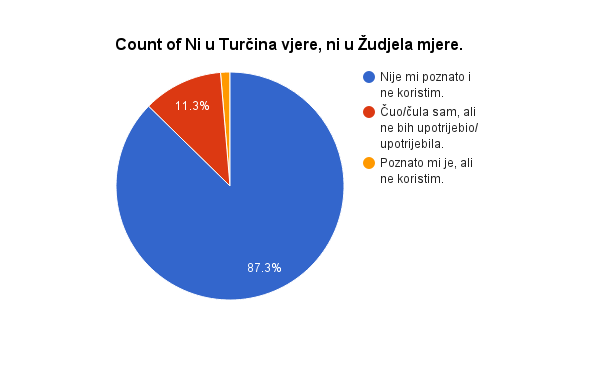 Count of Ni u Turčina vjere, ni u Žudjela mjere.
Nije mi poznato i
ne koristim.
Čuo/čula sam, ali
ne bih upotrijebio/
upotrijebila.
Poznato mi je, ali
ne koristim.
11.3%
87.3%